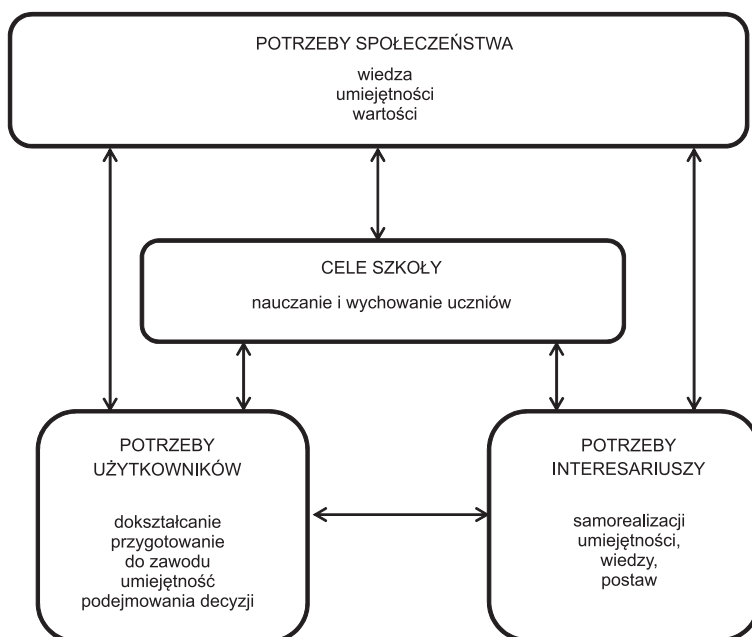 POTRZEBY SPOŁECZEŃSTWA
wiedza
umiejętności
wartości
CELE SZKOŁY
nauczanie i wychowanie uczniów
POTRZEBY
UŻYTKOWNIKÓW
dokształcanie
przygotowanie
do zawodu
umiejętność
podejmowania decyzji
POTRZEBY
INTERESARIUSZY
samorealizacji
umiejętności,
wiedzy,
postaw